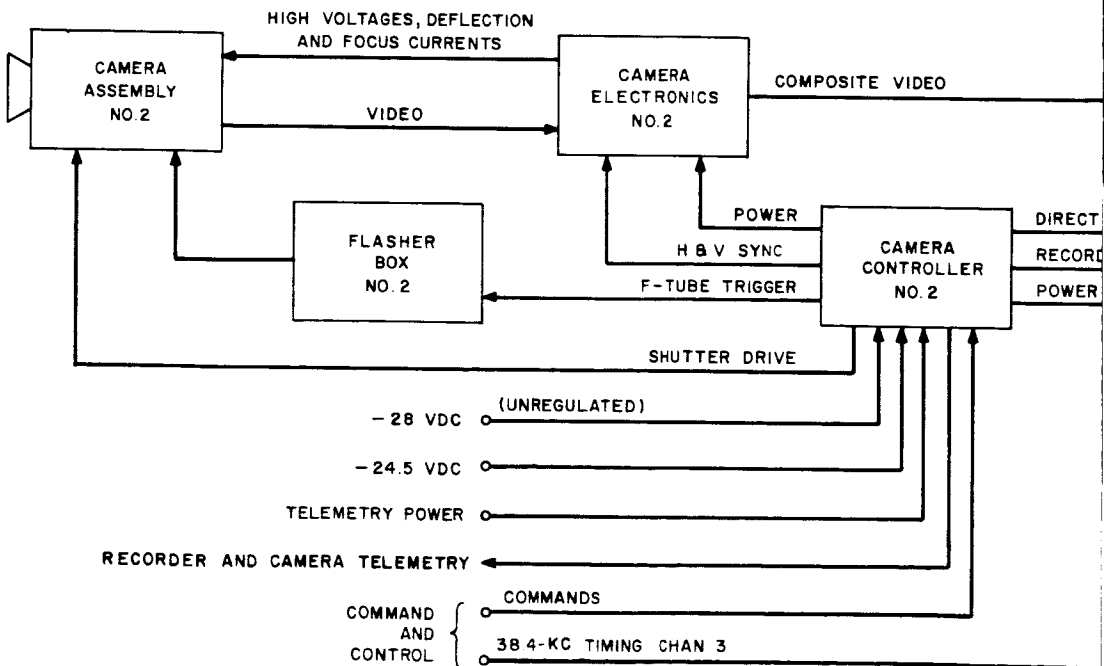 HIGH VOLTAGES, DEFLECTION
AND FOCUS CURRENTS
CAMERA
ASSEMBLY
NO.2
VIDEO
CAMERA
ELECTRONICS
NO.2
COMPOSITE VIDEO
FLASHER
BOX
NO.2
POWER
H & V SYNC
F-TUBE TRIGGER
CAMERA
CONTROLLER
NO.2
DIRECT
RECORD
POWER
SHUTTER DRIVE
-28 VDC
(UNREGULATED)
-24.5 VDC
TELEMETRY POWER
RECORDER AND CAMERA TELEMETRY
COMMAND
AND
CONTROL
COMMANDS
38.4-KC TIMING CHAN 3